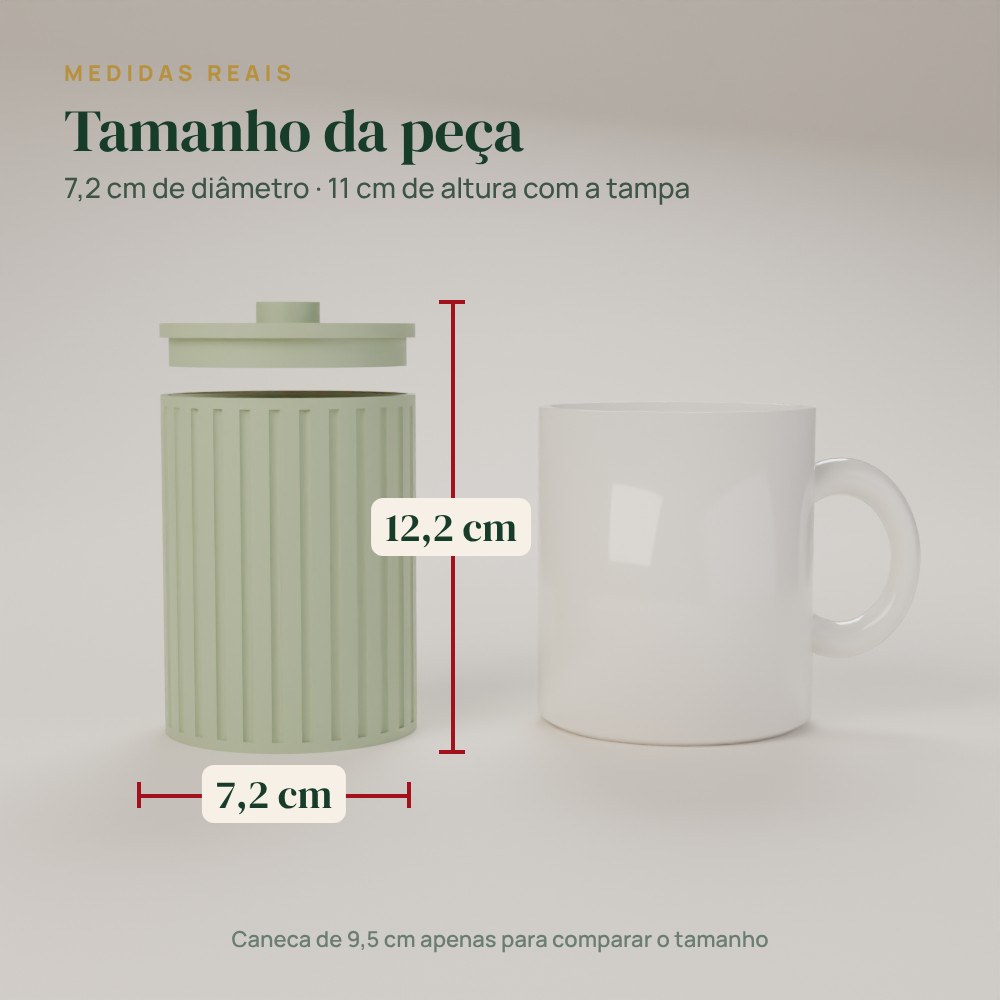 MEDIDAS REAIS
Tamanho da peça
7,2 cm de diâmetro · 11 cm de altura com a tampa
12,2 cm
7,2 cm
Caneca de 9,5 cm apenas para comparar o tamanho